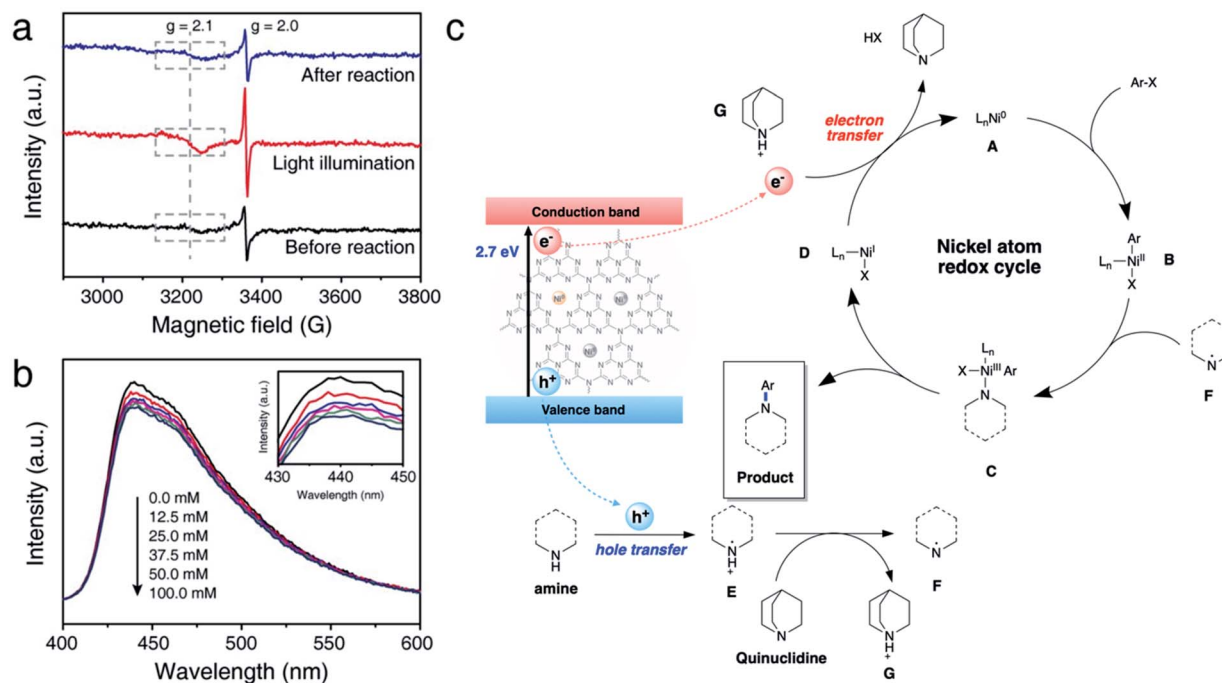 a
g = 2.1
g = 2.0
After reaction
Light illumination
Before reaction
Intensity (a.u.)
3000 3200 3400 3600 3800
Magnetic field (G)
b
0.0 mM
12.5 mM
25.0 mM
37.5 mM
50.0 mM
100.0 mM
Intensity (a.u.)
430 440 450
Wavelength (nm)
Intensity (a.u.)
400 450 500 550 600
Wavelength (nm)
c
HX
N
G
N
H
+
electron
transfer
e-
LnNi0
A
Ar-X
Conduction band
e-
2.7 eV
h+
Valence band
D
Ln NiI
X
Nickel atom
redox cycle
Ar
Ln NiII
X
B
Ln
X NiIII Ar
N
C
N
F
Ar
N
Product
h+
hole transfer
N
H
amine
N
H
+
E
N
F
N
Quinuclidine
N
H
+
G